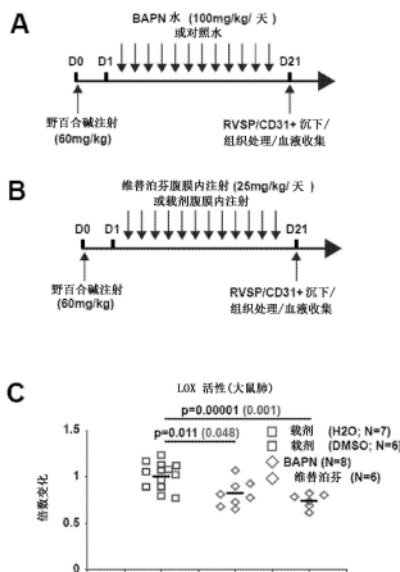 A
BAPN 水 (100mg/kg/ 天)
或对照水
D0
D1
D21
野百合碱注射
(60mg/kg)
RVSP/CD31+ 沉下/
组织处理/血液收集
B
维替泊芬腹膜内注射 (25mg/kg/天)
或载剂腹膜内注射
D0
D1
D21
野百合碱注射
(60mg/kg)
RVSP/CD31+ 沉下/
组织处理/血液收集
C
LOX 活性(大鼠肺)
p=0.00001 (0.001)
p=0.011 (0.048)
载剂 (H2O; N=7)
载剂 (DMSO; N=6)
BAPN (N=8)
维替泊芬 (N=6)
倍数变化
1.5
1
0.5
0